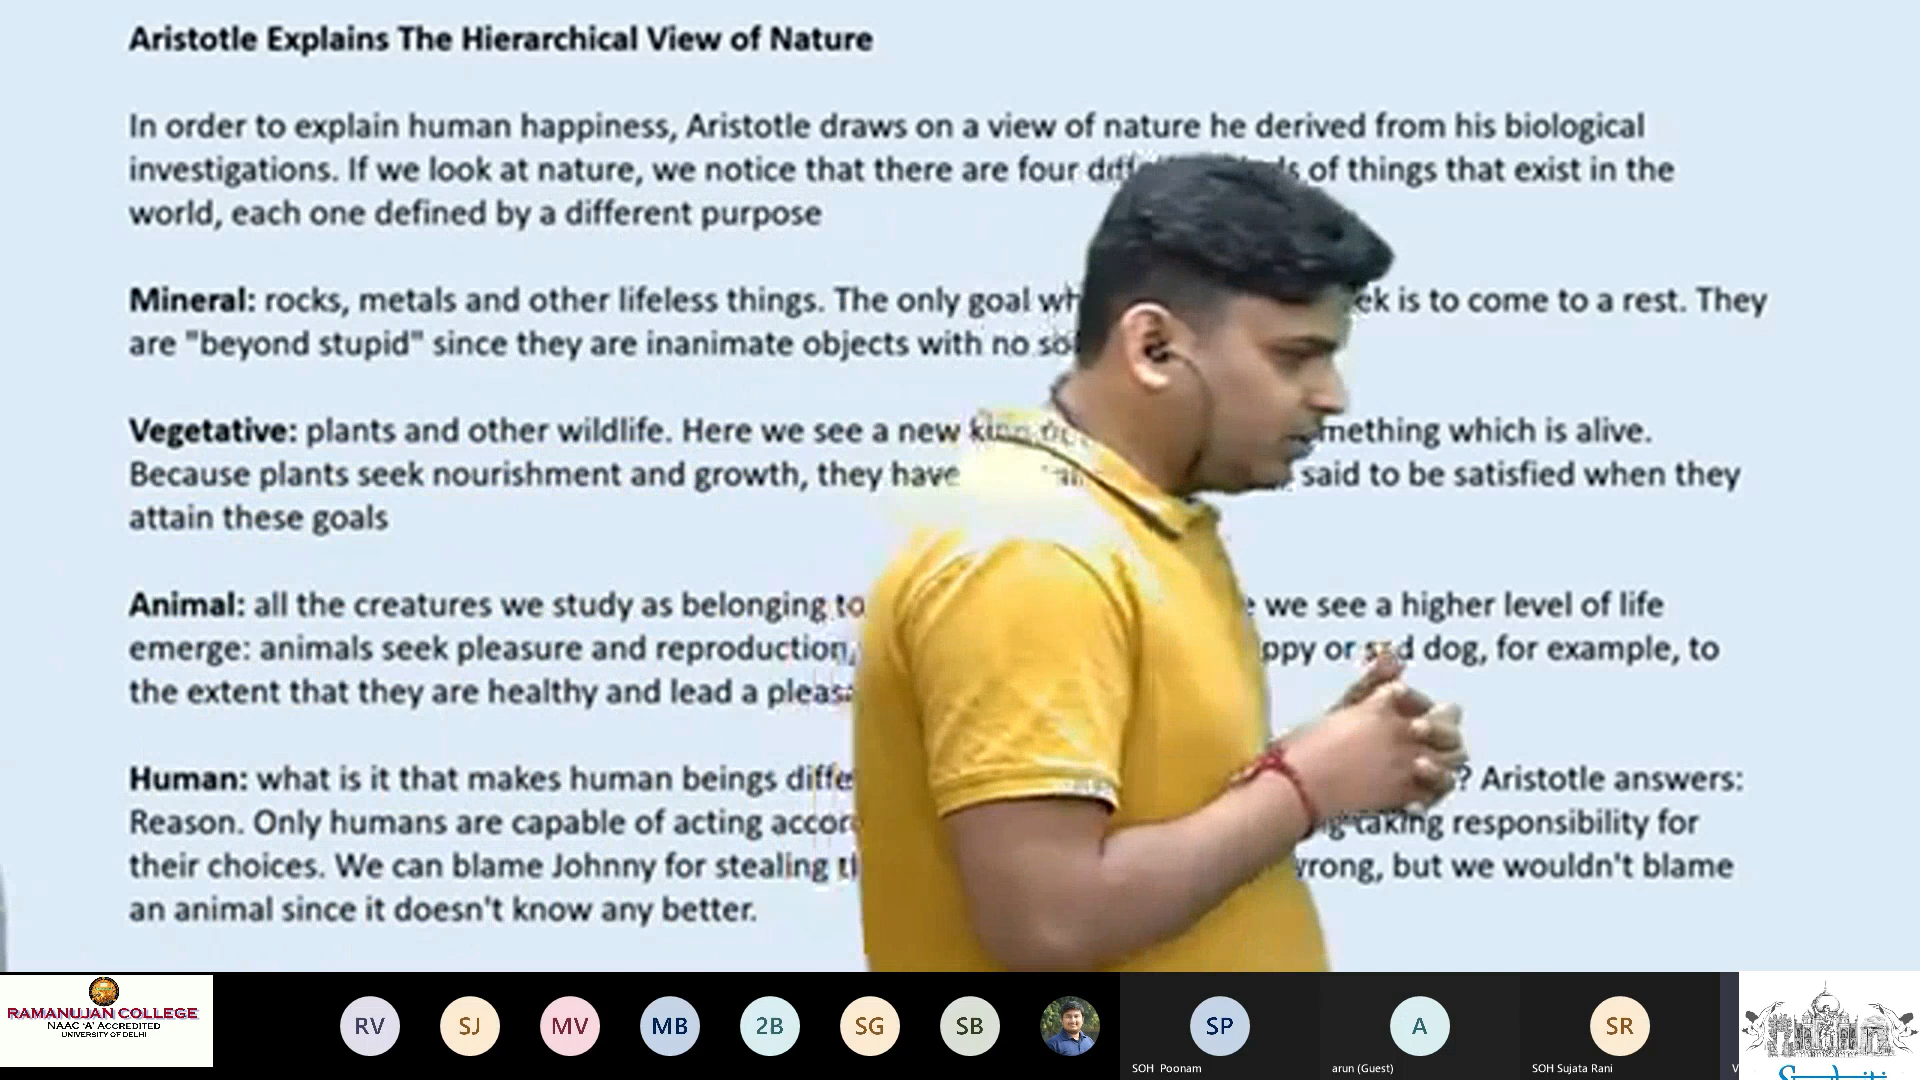 Aristotle Explains The Hierarchical View of Nature
In order to explain human happiness, Aristotle draws on a view of nature he derived from his biological
investigations. If we look at nature, we notice that there are four of things that exist in the
world, each one defined by a different purpose
Mineral: rocks, metals and other lifeless things. The only goal is to come to a rest. They
are "beyond stupid" since they are inanimate objects with no
Vegetative: plants and other wildlife. Here we see a new which is alive.
Because plants seek nourishment and growth, they have said to be satisfied when they
attain these goals
Animal: all the creatures we study as belonging to we see a higher level of life
emerge: animals seek pleasure and reproduction, or sad dog, for example, to
the extent that they are healthy and lead a
Human: what is it that makes human beings ? Aristotle answers:
Reason. Only humans are capable of acting taking responsibility for
their choices. We can blame Johnny for stealing but we wouldn't blame
an animal since it doesn't know any better.
RAMANUJAN COLLEGE
NAAC 'A' ACCREDITED
UNIVERSITY OF DELHI
RV SJ MV MB 2B SG SB SP A SR
SOH Poonam arun (Guest) SOH Sujata Rani